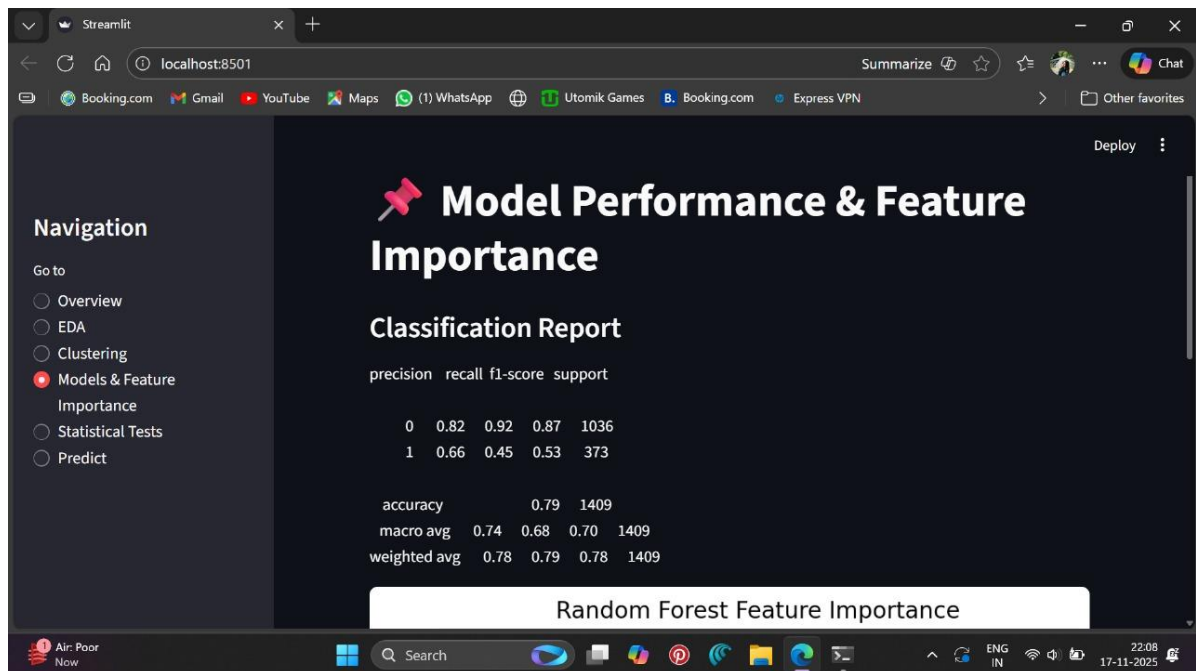 Streamlit
localhost:8501
Summarize
Chat
Booking.com Gmail YouTube Maps (1) WhatsApp Utomik Games B. Booking.com Express VPN
Other favorites
Deploy
Navigation
Go to
Overview
EDA
Clustering
Models & Feature
Importance
Statistical Tests
Predict
Model Performance & Feature
Importance
Classification Report
precision recall f1-score support
0 0.82 0.92 0.87 1036
1 0.66 0.45 0.53 373
accuracy 0.79 1409
macro avg 0.74 0.68 0.70 1409
weighted avg 0.78 0.79 0.78 1409
Random Forest Feature Importance
1 Air: Poor
Now
Search
ENG
IN
22:08
17-11-2025